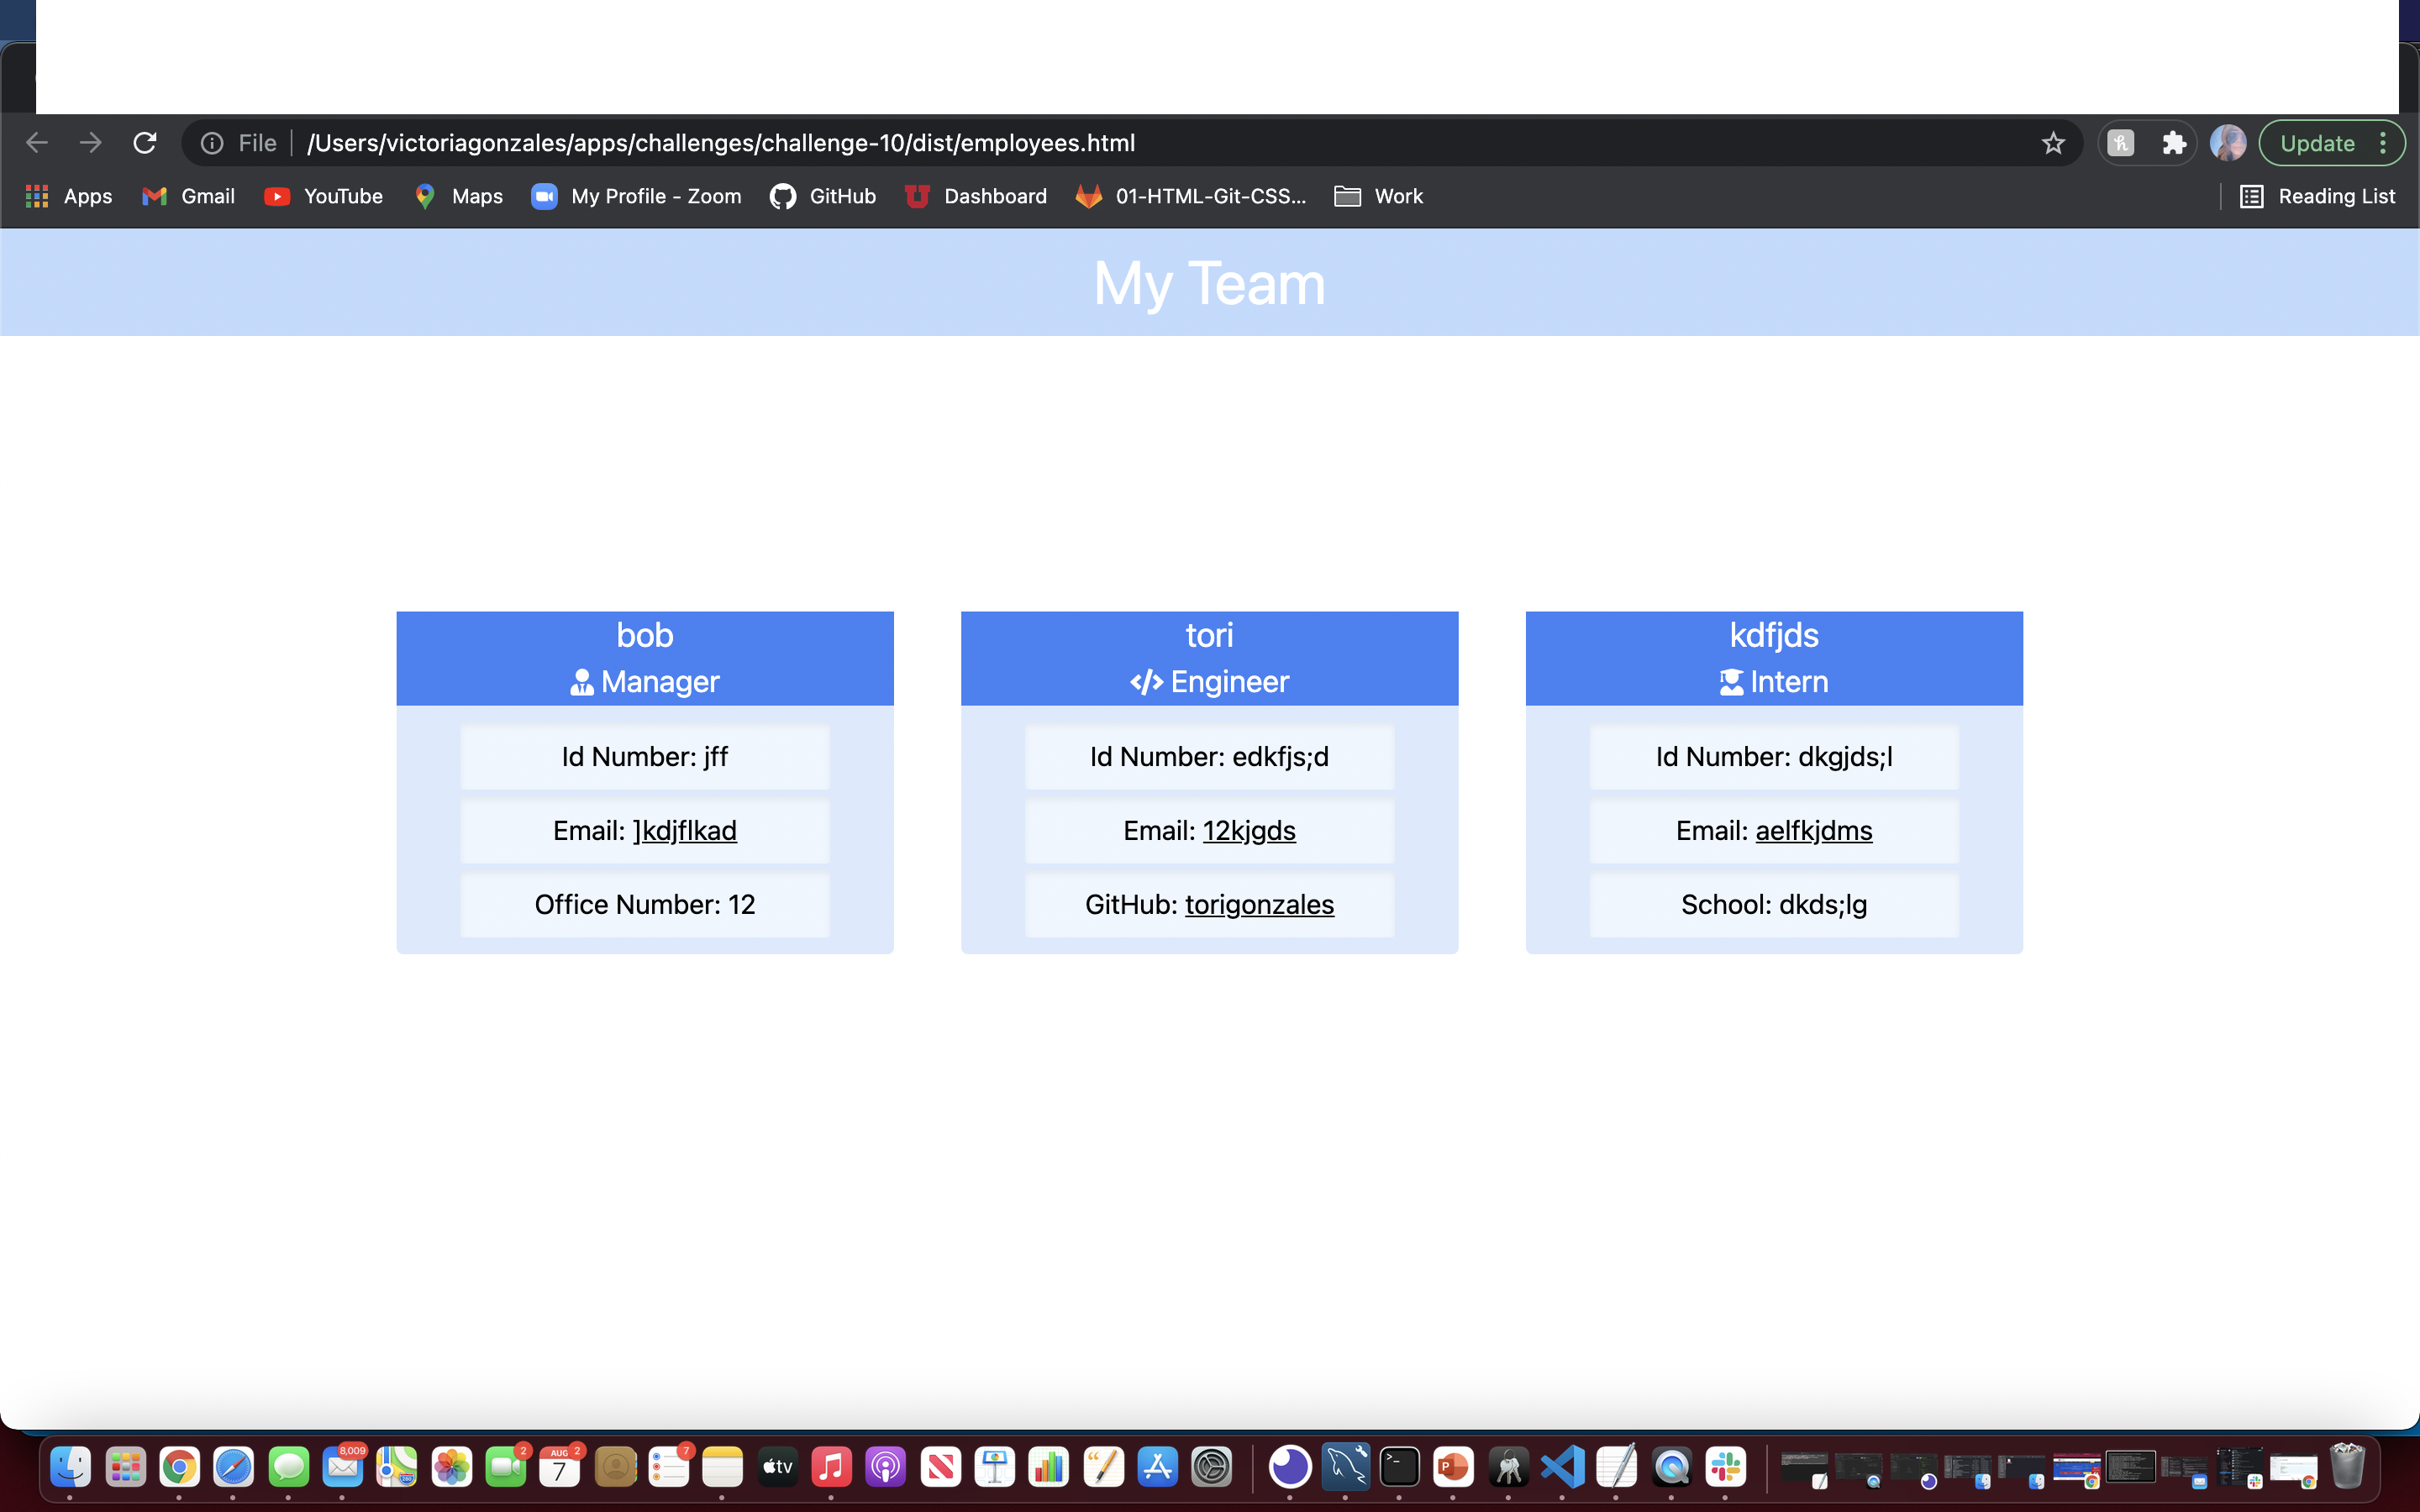 File /Users/victoriagonzales/apps/challenges/challenge-10/dist/employees.html Update
Apps Gmail YouTube Maps My Profile - Zoom GitHub Dashboard 01-HTML-Git-CSS... Work Reading List
My Team
bob
Manager
Id Number: jff
Email: ]kdjflkad
Office Number: 12
tori
Engineer
Id Number: edkfjs;d
Email: 12kjgds
GitHub: torigonzales
kdfjds
Intern
Id Number: dkgjds;l
Email: aelfkjdms
School: dkds;lg
8,009 2 AUG 2 7 tv
7